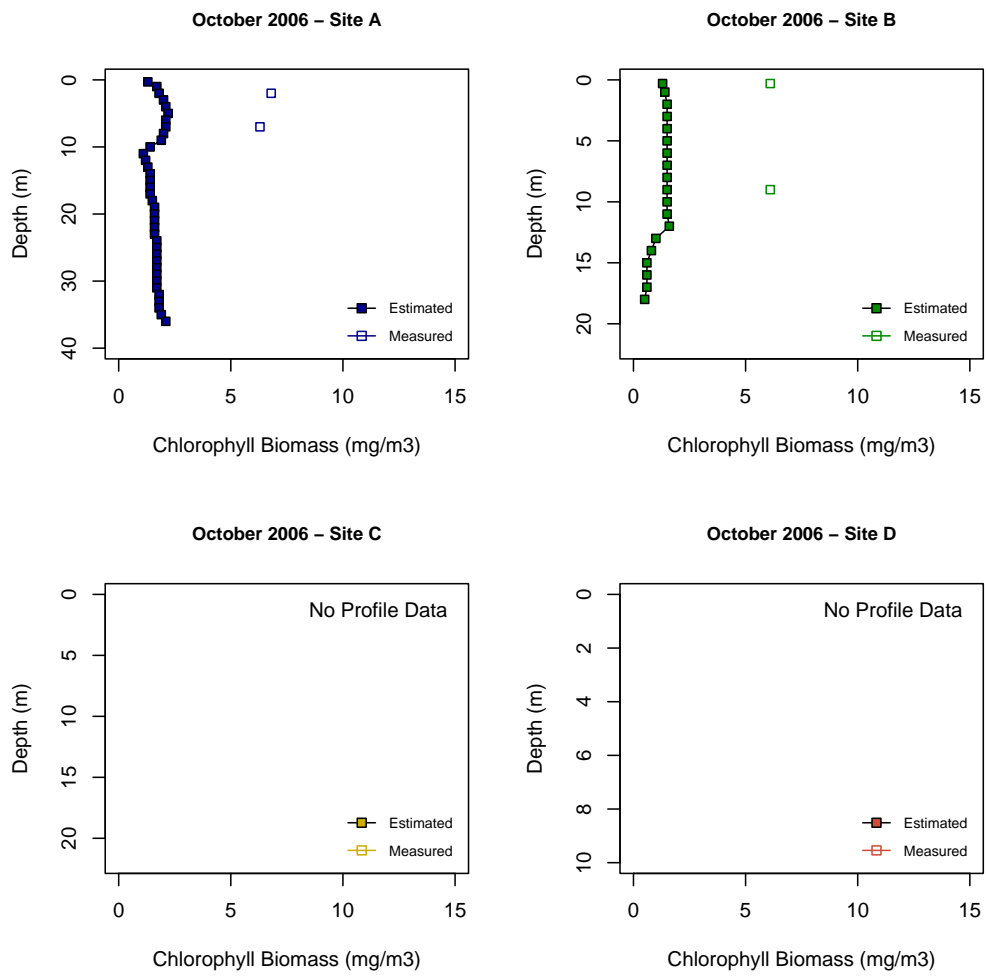 October 2006 – Site A
0
10
20
30
40
Depth (m)
Estimated
Measured
0 5 10 15
Chlorophyll Biomass (mg/m3)
October 2006 – Site B
0
5
10
15
20
Depth (m)
Estimated
Measured
0 5 10 15
Chlorophyll Biomass (mg/m3)
October 2006 – Site C
No Profile Data
0
5
10
15
20
Depth (m)
Estimated
Measured
0 5 10 15
Chlorophyll Biomass (mg/m3)
October 2006 – Site D
No Profile Data
0
2
4
6
8
10
Depth (m)
Estimated
Measured
0 5 10 15
Chlorophyll Biomass (mg/m3)